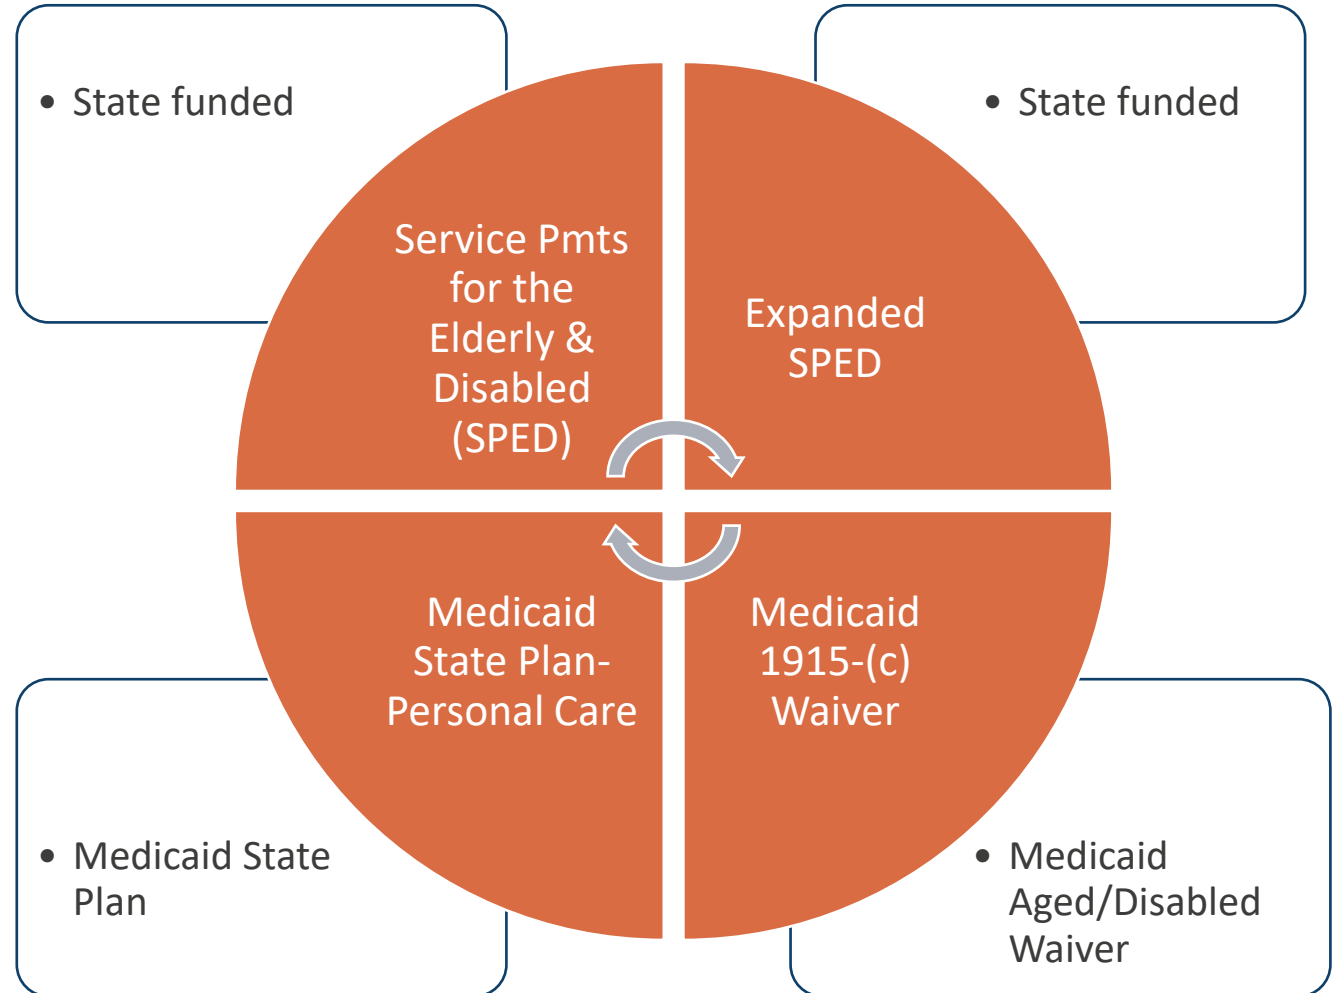 • State funded
• State funded
Service Pmts
for the
Elderly &
Disabled
(SPED)
Expanded
SPED
Medicaid
State Plan-
Personal Care
Medicaid
1915-(c)
Waiver
• Medicaid State
Plan
• Medicaid
Aged/Disabled
Waiver